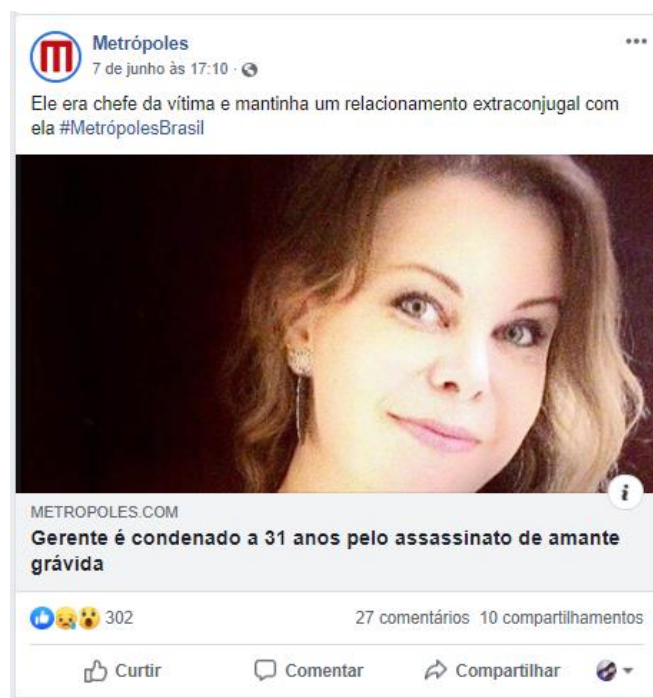 Metrópoles
7 de junho às 17:10 ·
Ele era chefe da vítima e mantinha um relacionamento extraconjugal com
ela #MetrópolesBrasil
METROPOLES.COM
Gerente é condenado a 31 anos pelo assassinato de amante
grávida
302 27 comentários 10 compartilhamentos
Curtir Comentar Compartilhar